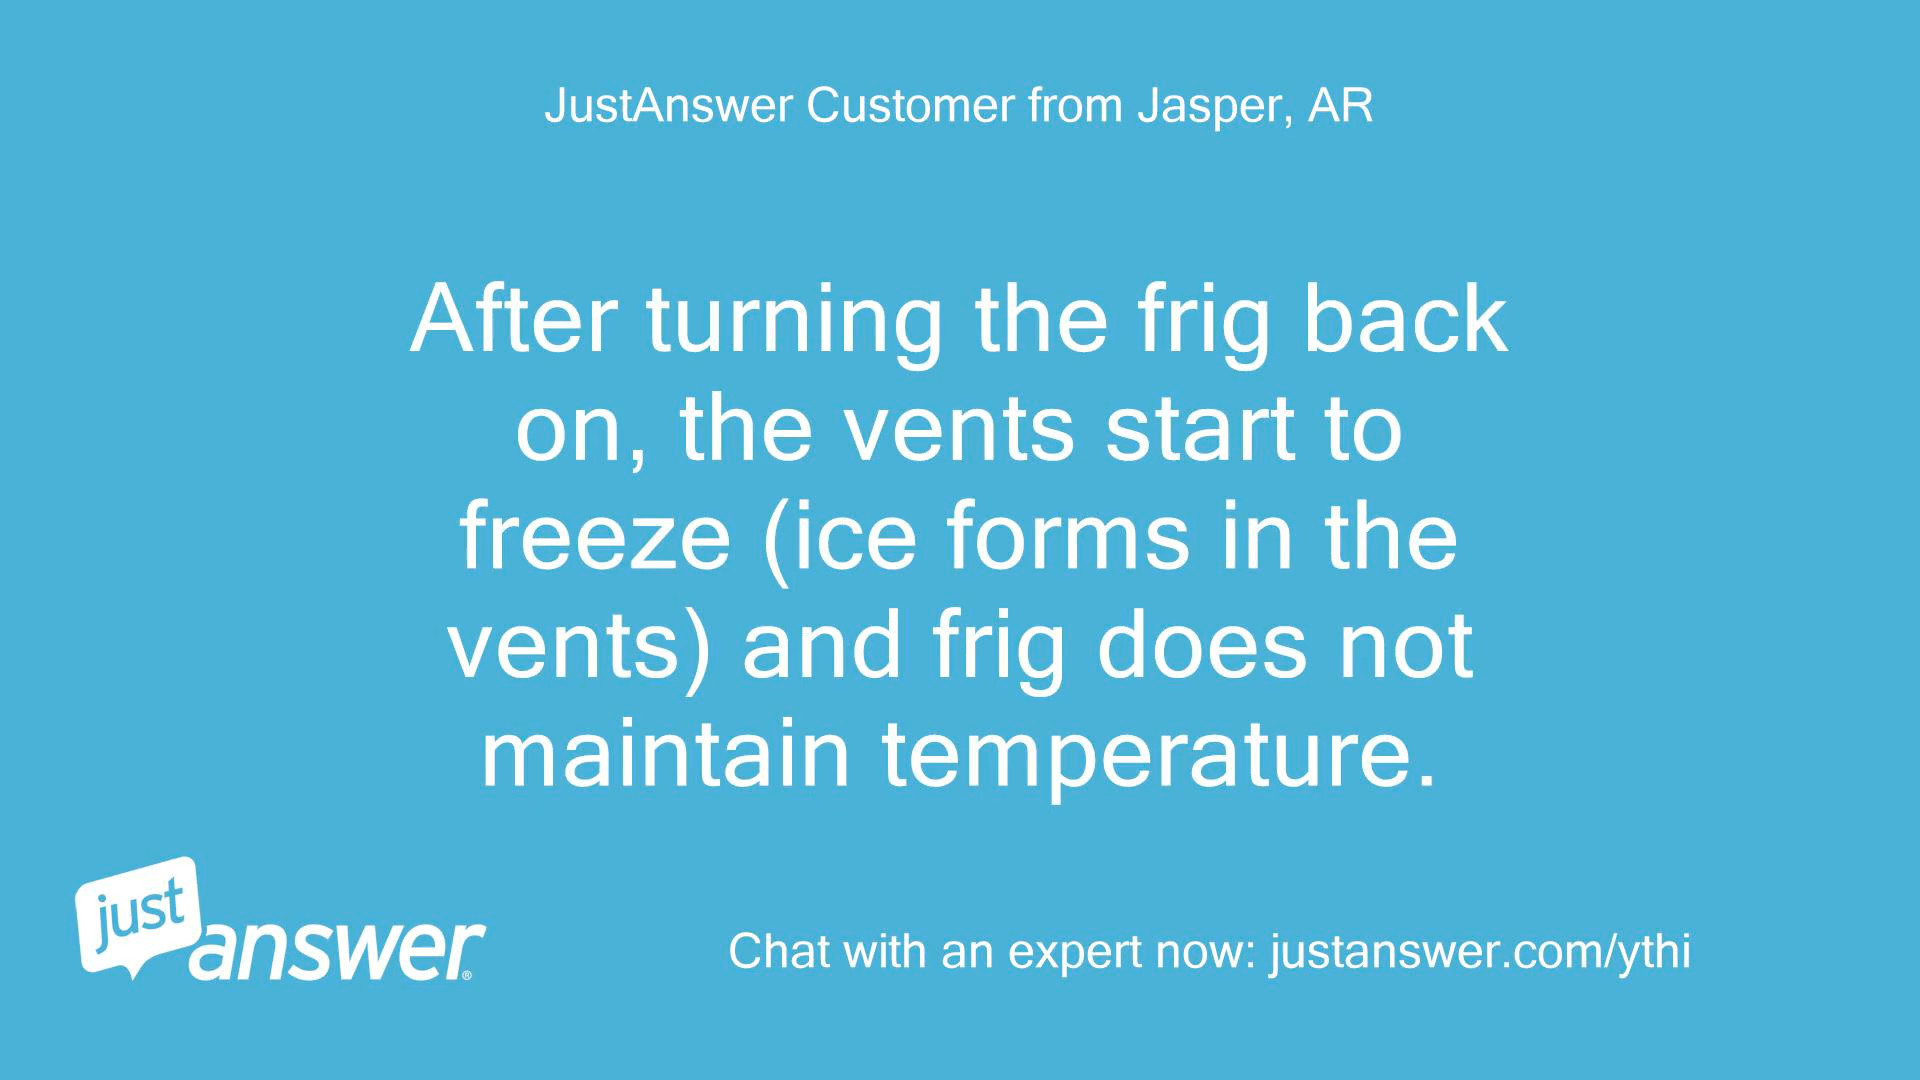 JustAnswer Customer from Jasper, AR
After turning the frig back
on, the vents start to
freeze (ice forms in the
vents) and frig does not
maintain temperature.
just
answer®
Chat with an expert now: justanswer.com/ythi